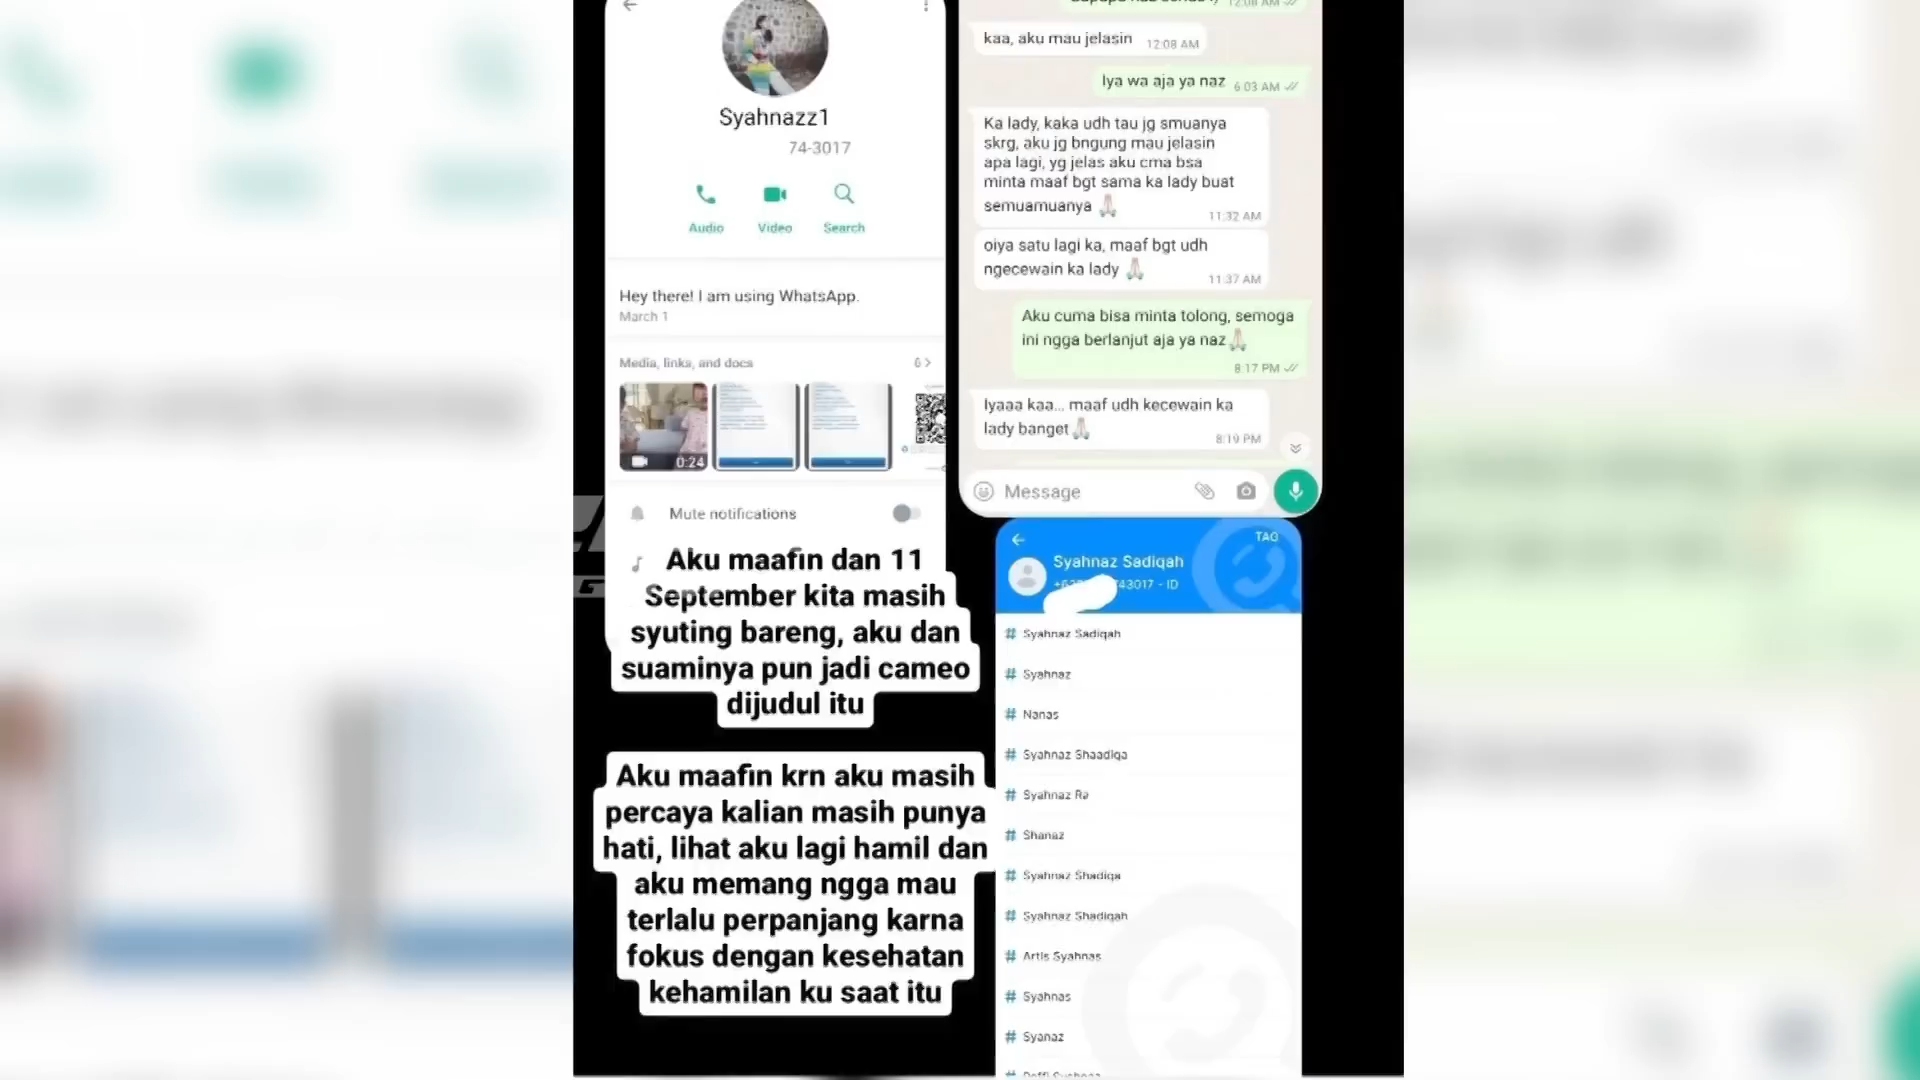 Syahnazz1
74-3017
Audio Video Search
Hey there! I am using WhatsApp.
March 1
Media, links, and docs 6 >
0:24
Mute notifications
Aku maafin dan 11
September kita masih
syuting bareng, aku dan
suaminya pun jadi cameo
dijudul itu
Aku maafin krn aku masih
percaya kalian masih punya
hati, lihat aku lagi hamil dan
aku memang ngga mau
terlalu perpanjang karna
fokus dengan kesehatan
kehamilan ku saat itu
12:08 AM
kaa, aku mau jelasin 12:08 AM
Iya wa aja ya naz 6:03 AM
Ka lady, kaka udh tau jg smuanya
skrg, aku jg bngung mau jelasin
apa lagi, yg jelas aku cma bsa
minta maaf bgt sama ka lady buat
semuamuanya 🙏🏻
11:32 AM
oiya satu lagi ka, maaf bgt udh
ngecewain ka lady 🙏🏻
11:37 AM
Aku cuma bisa minta tolong, semoga
ini ngga berlanjut aja ya naz🙏🏻
8:17 PM
Iyaaa kaa... maaf udh kecewain ka
lady banget🙏🏻
8:19 PM
Message
TAG
Syahnaz Sadiqah
43017 - ID
# Syahnaz Sadiqah
# Syahnaz
# Nanas
# Syahnaz Shaadiqa
# Syahnaz Ra
# Shanaz
# Syahnaz Shadiqa
# Syahnaz Shadiqah
# Artis Syahnas
# Syahnas
# Syanaz